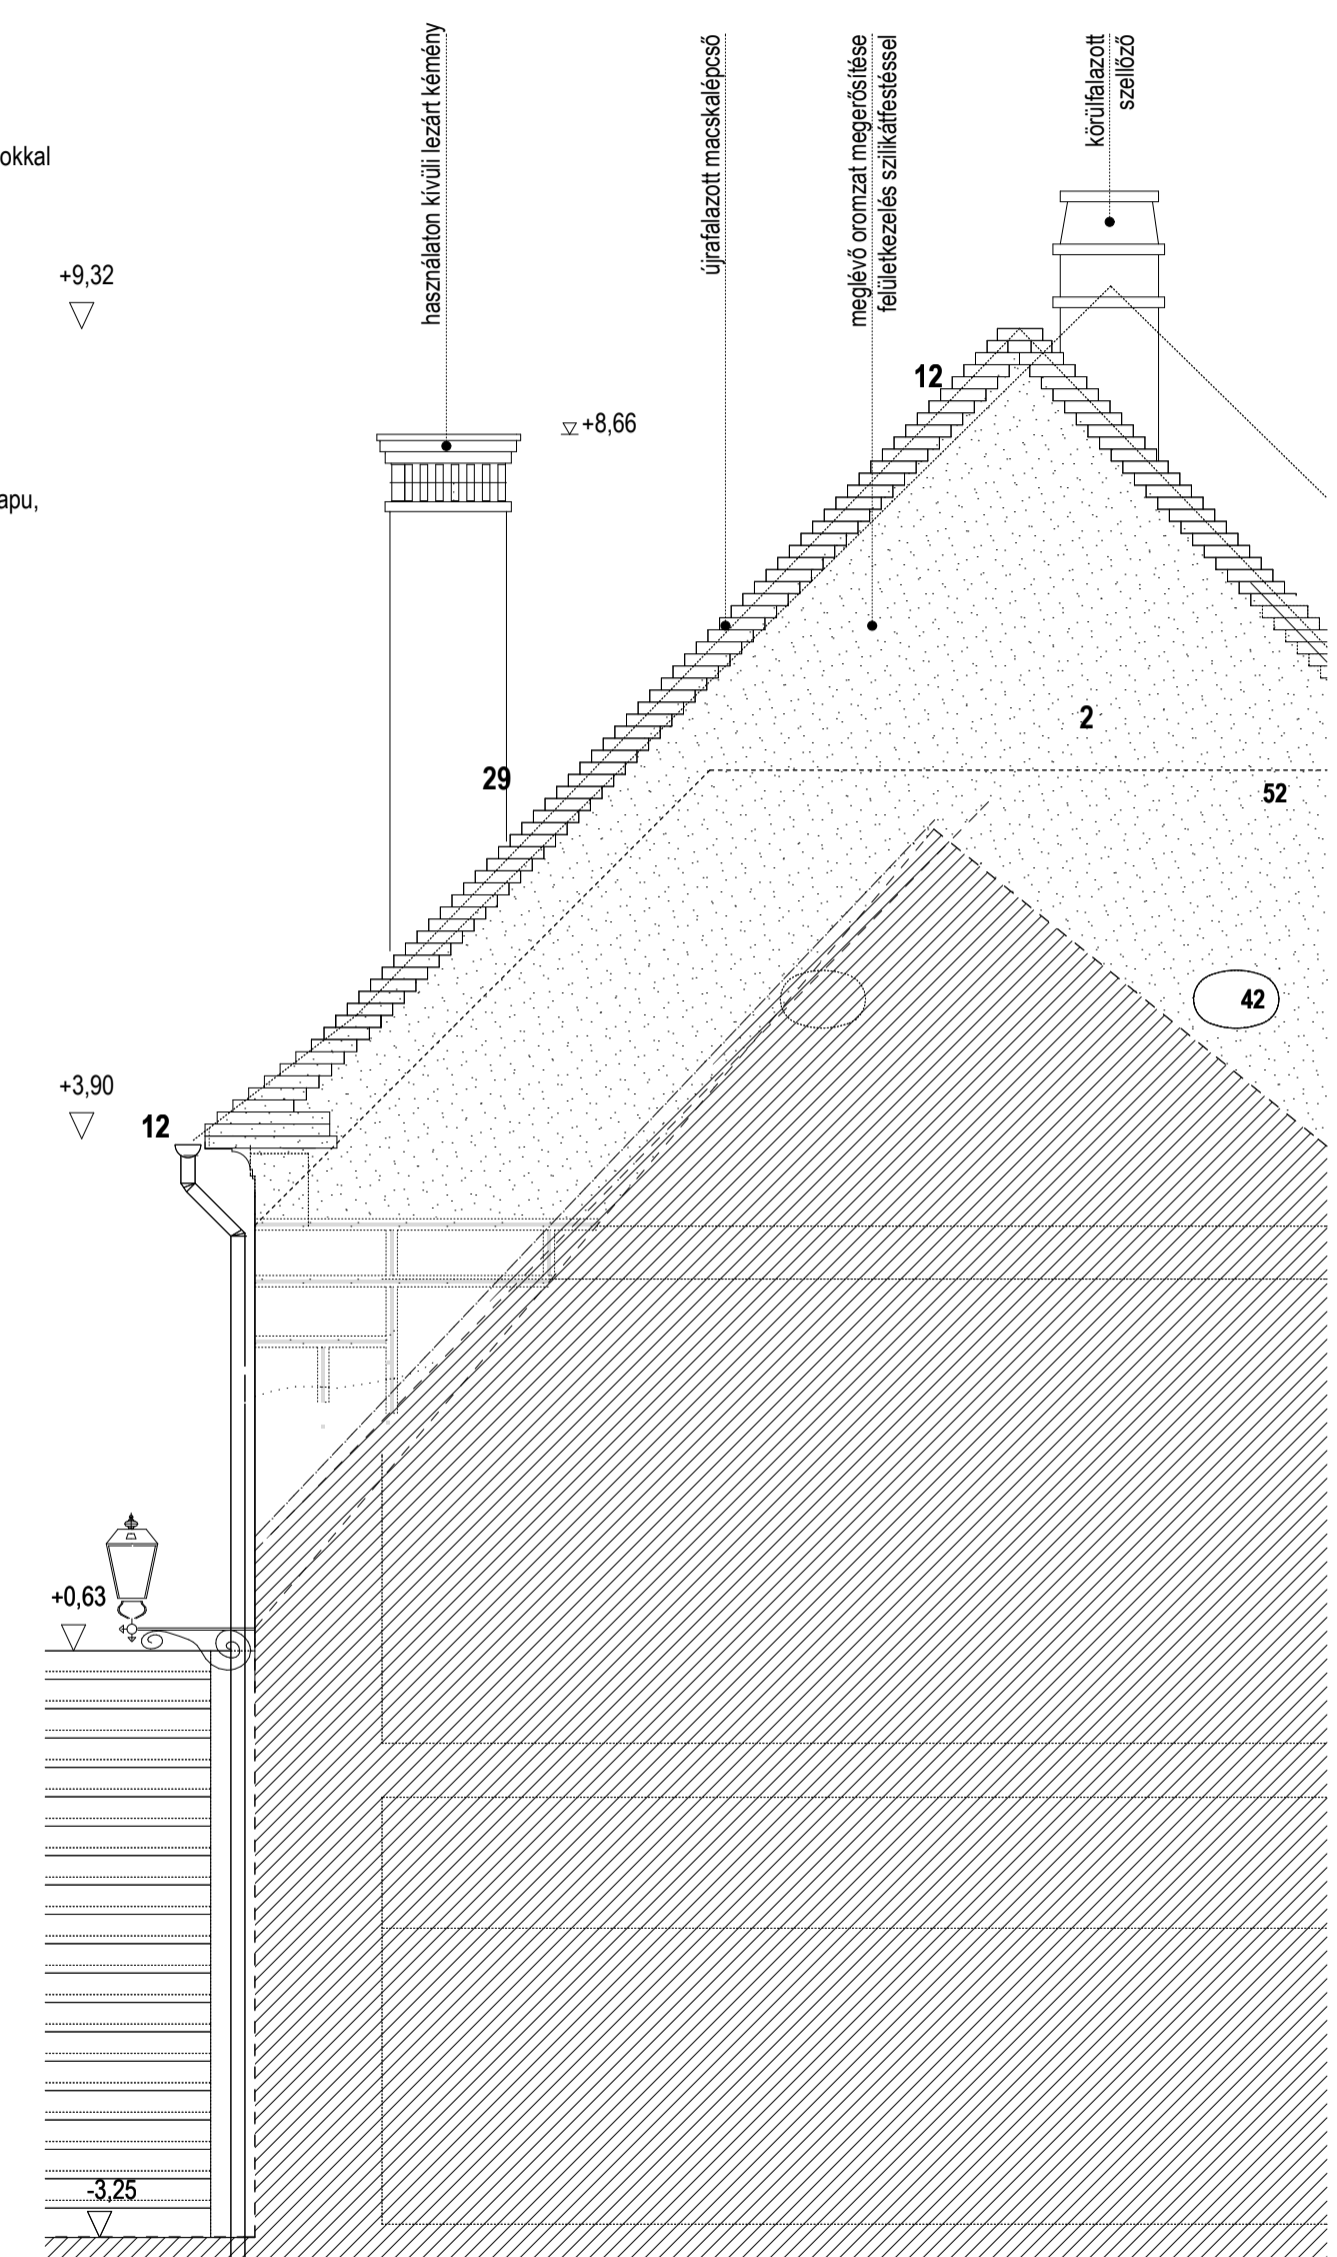 használaton kívüli lezárt kémény
újrafalazott macskalépcső
meglévő oromzat megerősítése
felületkezelés szilikátfestéssel
körülfalazott
szellőző
okkal
+9,32
12
+8,66
apu,
2
29
52
42
+3,90
12
+0,63
-3,25